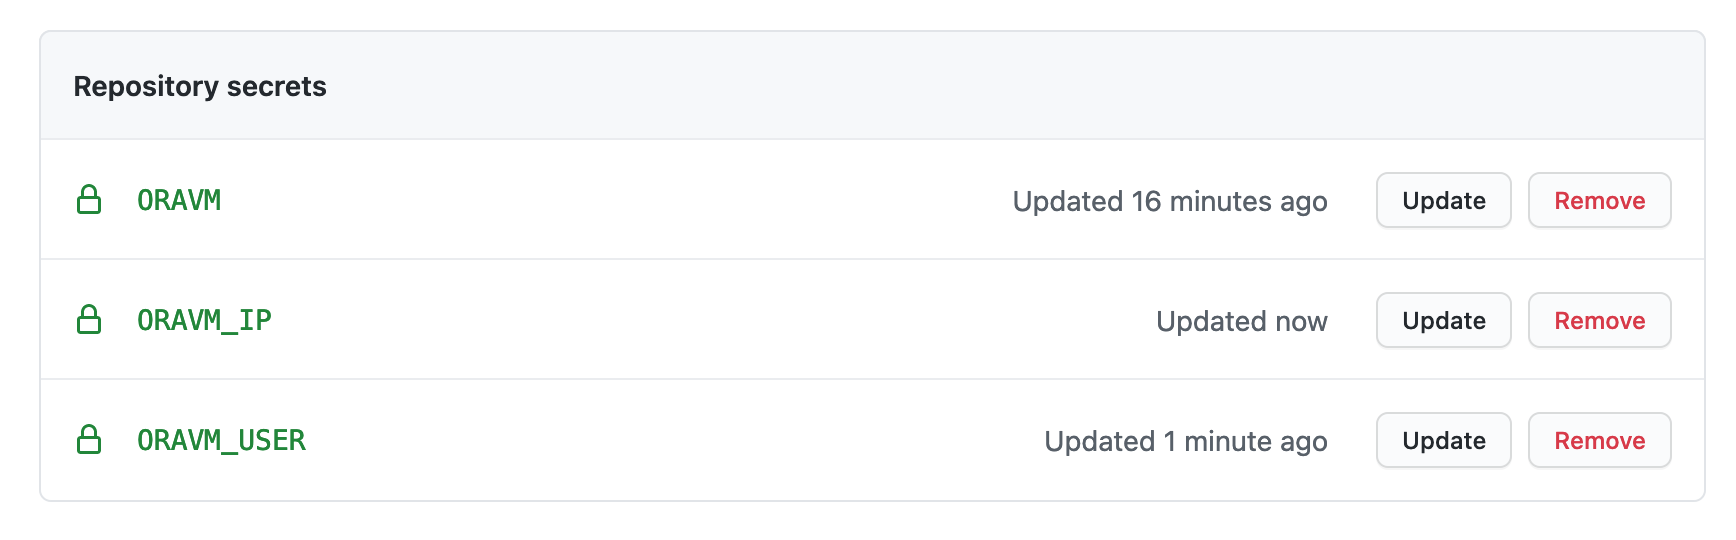 Repository secrets
ORAVM Updated 16 minutes ago Update Remove
ORAVM_IP Updated now Update Remove
ORAVM_USER Updated 1 minute ago Update Remove